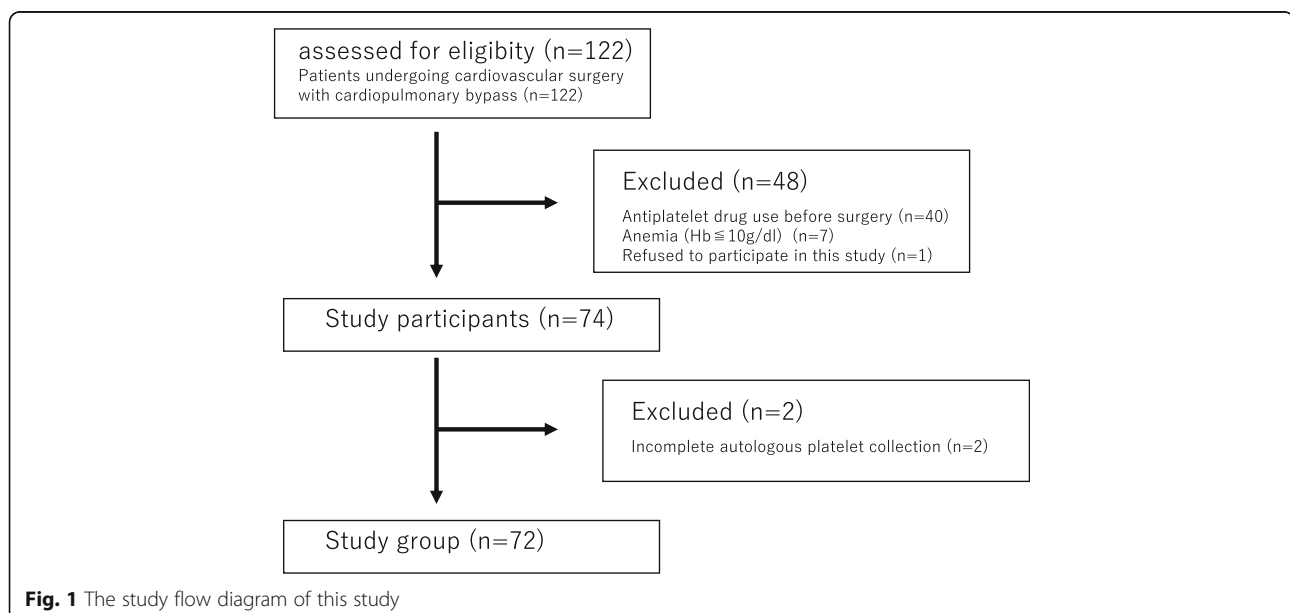 assessed for eligibity (n=122)
Patients undergoing cardiovascular surgery
with cardiopulmonary bypass (n=122)
Excluded (n=48)
Antiplatelet drug use before surgery (n=40)
Anemia (Hb≦10g/dl) (n=7)
Refused to participate in this study (n=1)
Study participants (n=74)
Excluded (n=2)
Incomplete autologous platelet collection (n=2)
Study group (n=72)
Fig. 1 The study flow diagram of this study